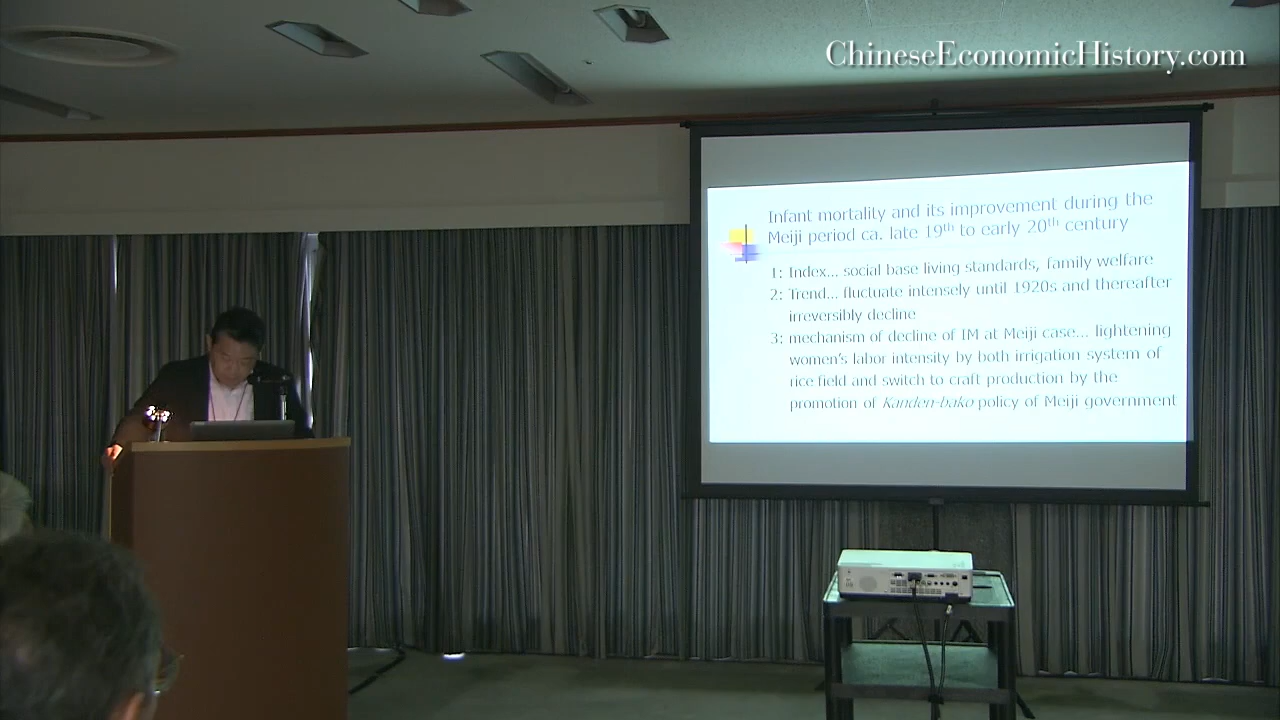 ChineseEconomicHistory.com
Infant mortality and its improvement during the
Meiji period ca. late 19th to early 20th century
1: Index... social base living standards, family welfare
2: Trend... fluctuate intensely until 1920s and thereafter
irreversibly decline
3: mechanism of decline of IM at Meiji case... lightening
women's labor intensity by both irrigation system of
rice field and switch to craft production by the
promotion of Kanden-bako policy of Meiji government